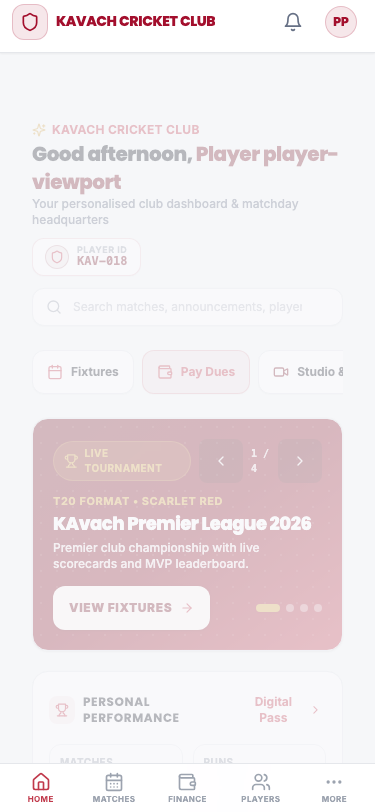 KAVACH CRICKET CLUB
PP
KAVACH CRICKET CLUB
Good afternoon, Player player-
viewport
Your personalised club dashboard & matchday
headquarters
PLAYER ID
KAV-018
Search matches, announcements, player
Fixtures
Pay Dues
Studio &
LIVE
TOURNAMENT
1 /
4
T20 FORMAT • SCARLET RED
KAvach Premier League 2026
Premier club championship with live
scorecards and MVP leaderboard.
VIEW FIXTURES
PERSONAL
PERFORMANCE
Digital
Pass
MATCHES
RUNS
HOME
MATCHES
FINANCE
PLAYERS
MORE